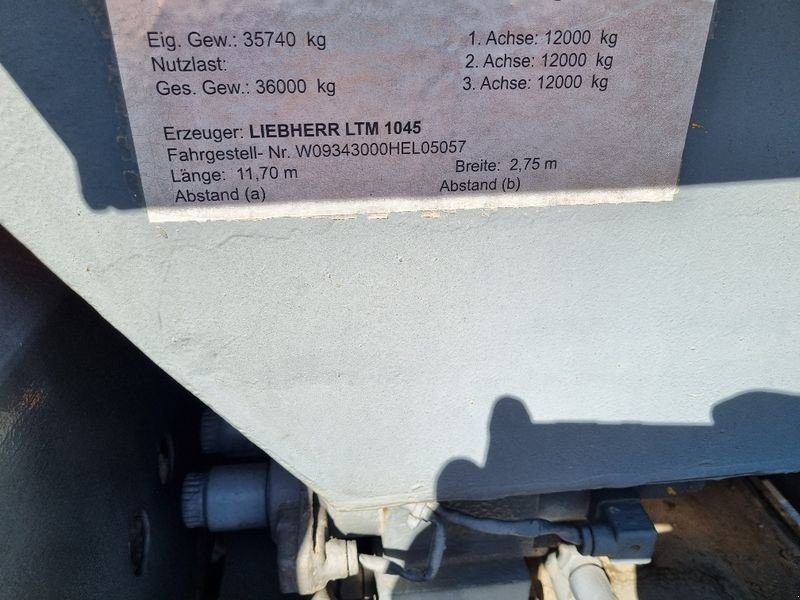 Eig. Gew.: 35740 kg 1. Achse: 12000 kg
Nutzlast: 2. Achse: 12000 kg
Ges. Gew.: 36000 kg 3. Achse: 12000 kg
Erzeuger: LIEBHERR LTM 1045
Fahrgestell- Nr. W09343000HEL05057
Länge: 11,70 m Breite: 2,75 m
Abstand (a) Abstand (b)